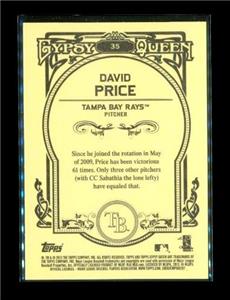 GYPSY QUEEN
35
DAVID
PRICE
TAMPA BAY RAYS™
PITCHER
Since he joined the rotation in May
of 2009, Price has been victorious
61 times. Only three other pitchers
(with CC Sabathia the lone lefty)
have equaled that.
TB
Topps